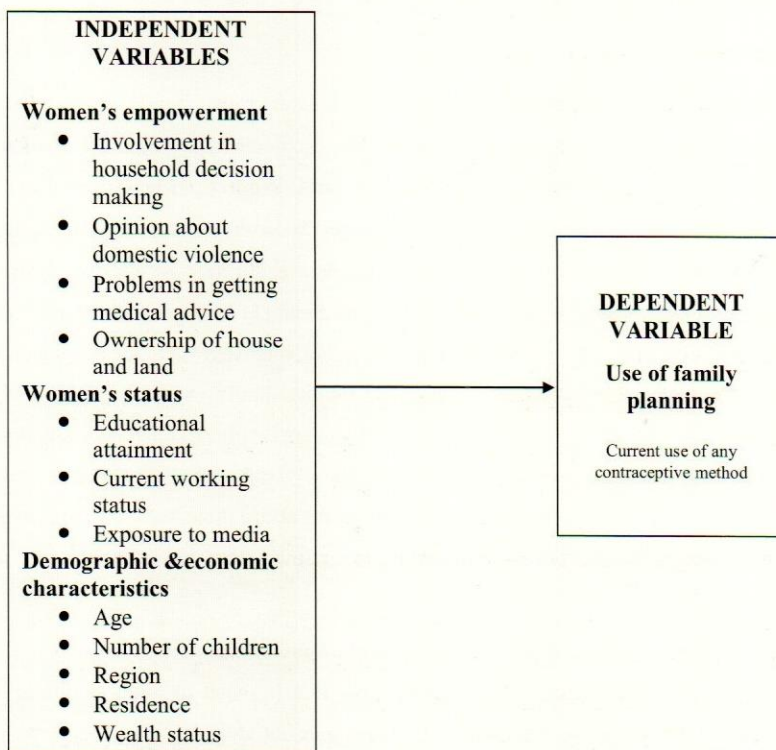 INDEPENDENT
VARIABLES
Women's empowerment
• Involvement in
household decision
making
• Opinion about
domestic violence
• Problems in getting
medical advice
• Ownership of house
and land
Women's status
• Educational
attainment
• Current working
status
• Exposure to media
Demographic &economic
characteristics
• Age
• Number of children
• Region
• Residence
• Wealth status
DEPENDENT
VARIABLE
Use of family
planning
Current use of any
contraceptive method